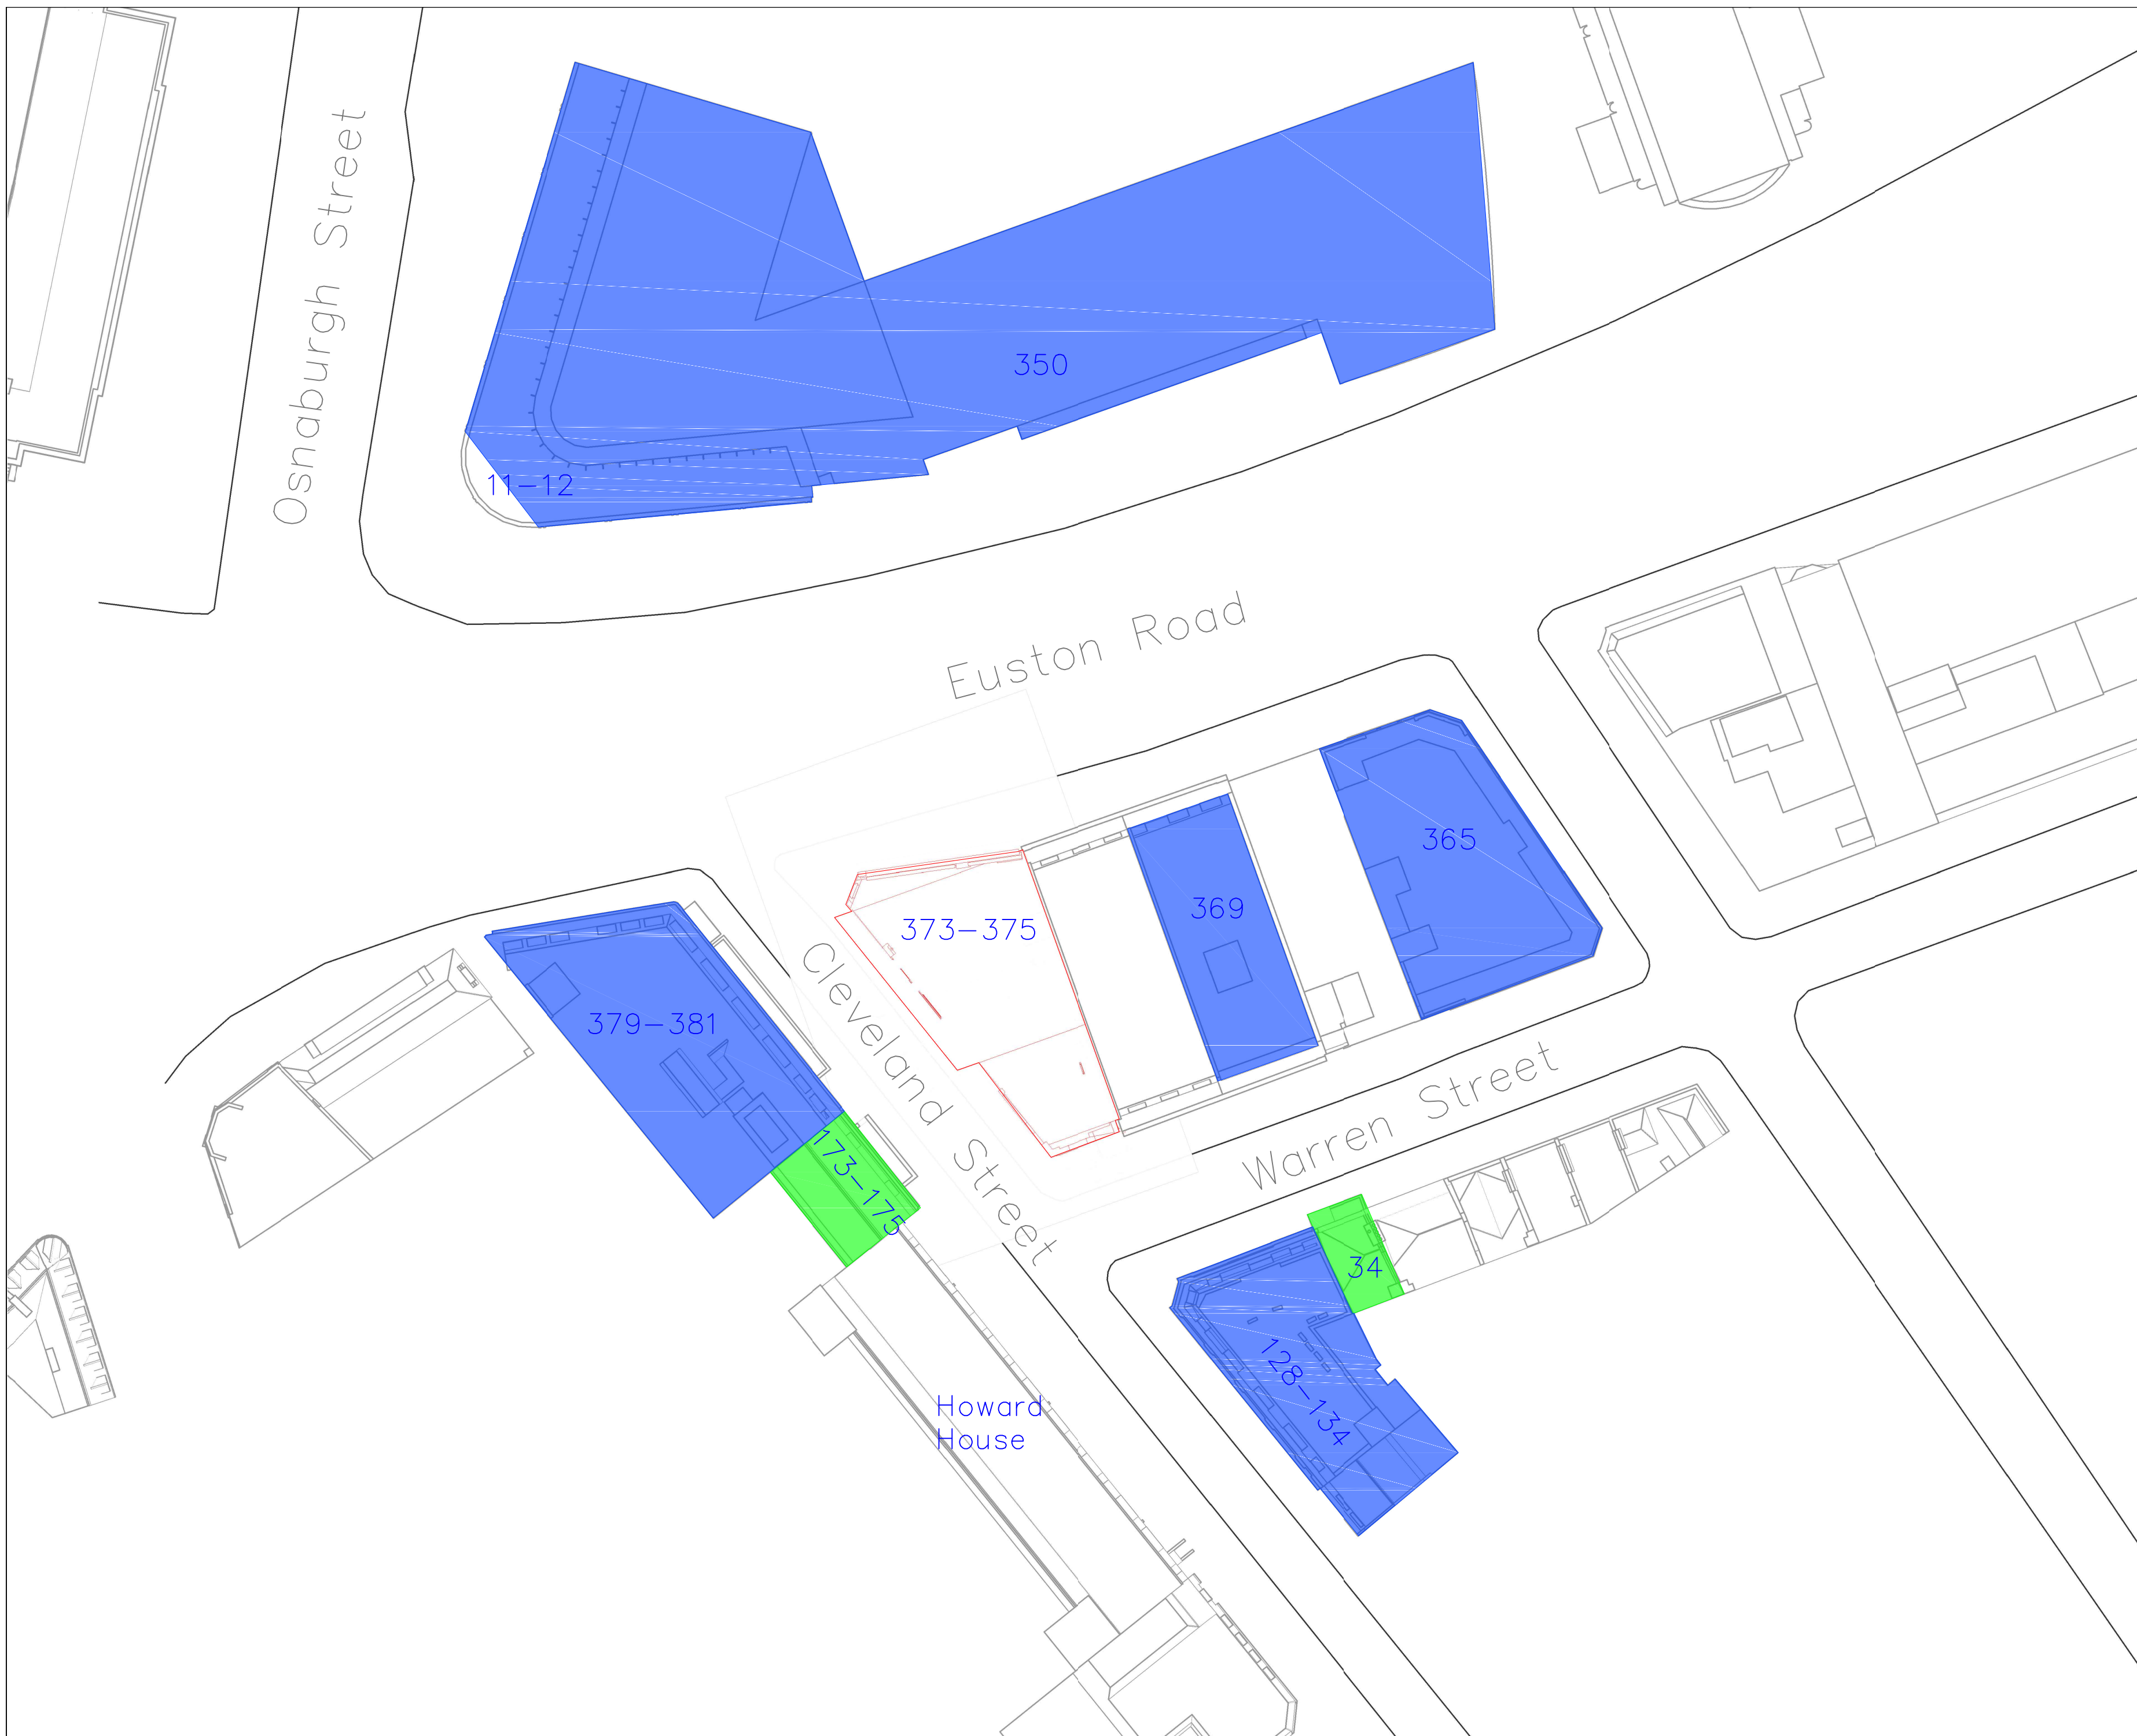 Osnaburgh Street
350
11-12
Euston Road
365
369
373-375
Cleveland Street
379-381
Warren Street
173-175
34
128-134
Howard
House